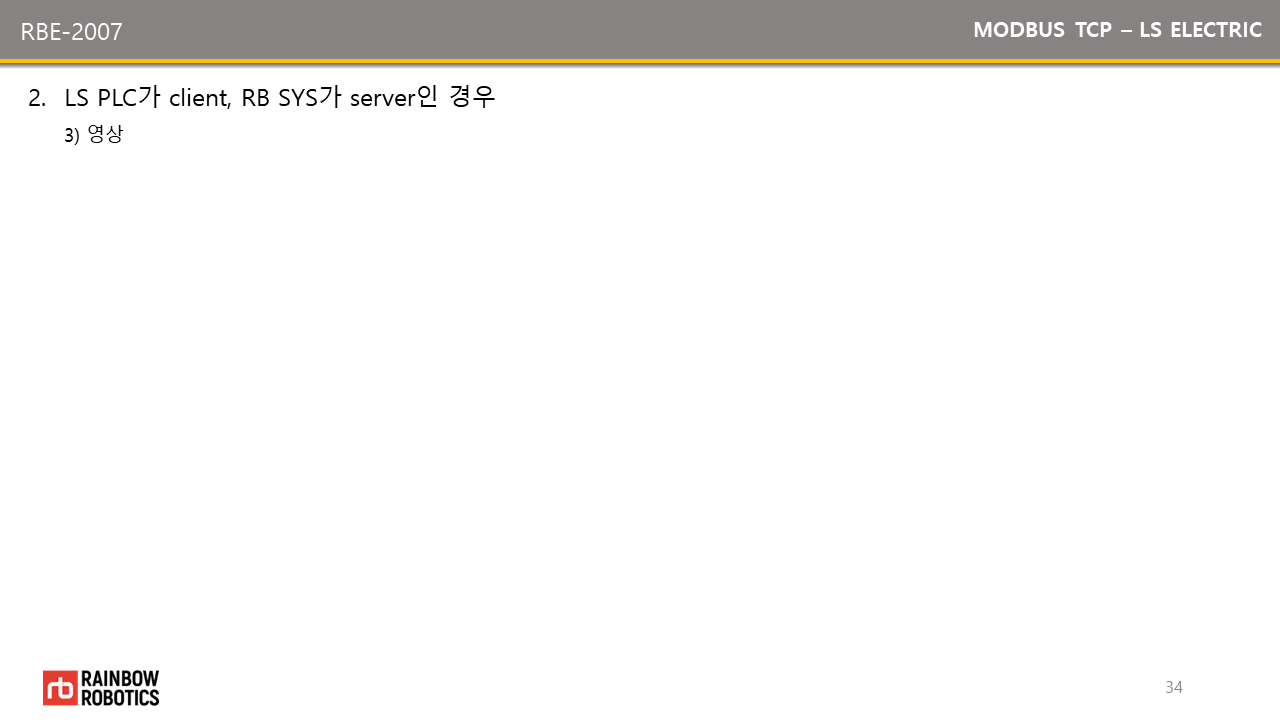 RBE-2007
MODBUS TCP – LS ELECTRIC
2. LS PLC가 client, RB SYS가 server인 경우
3) 영상
rb RAINBOW
ROBOTICS
34